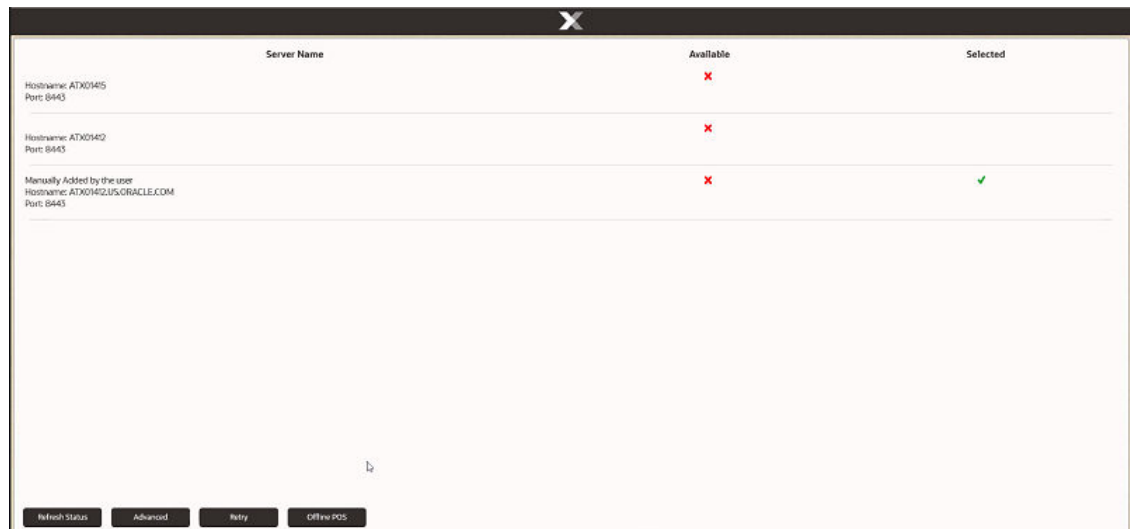 Server Name Available Selected
Hostname: ATX01415
Port: 8443
Hostname: ATX01412
Port: 8443
Manually Added by the user
Hostname: ATX01412.US.ORACLE.COM
Port: 8443
Refresh Status Advanced Retry Offline POS